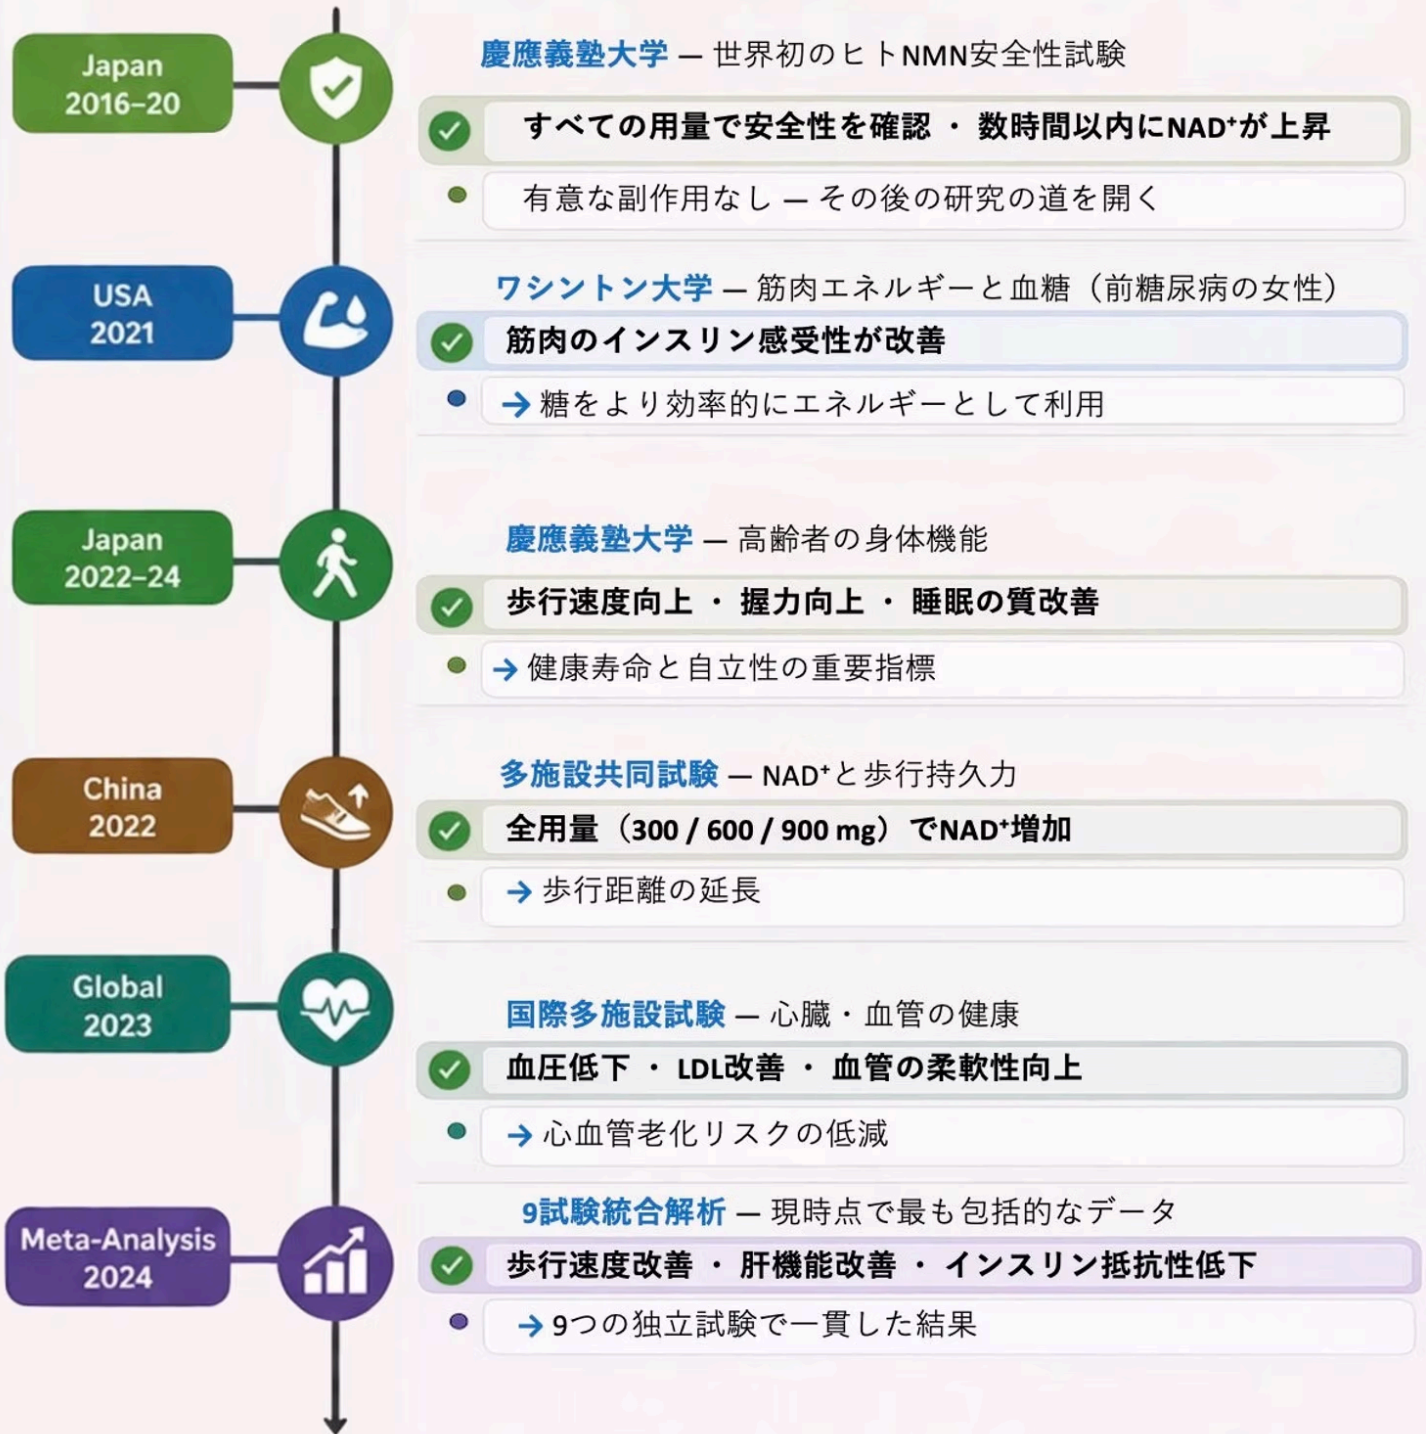 Japan
2016–20
慶應義塾大学 — 世界初のヒトNMN安全性試験
すべての用量で安全性を確認 ・ 数時間以内にNAD⁺が上昇
有意な副作用なし — その後の研究の道を開く
USA
2021
ワシントン大学 — 筋肉エネルギーと血糖（前糖尿病の女性）
筋肉のインスリン感受性が改善
→ 糖をより効率的にエネルギーとして利用
Japan
2022–24
慶應義塾大学 — 高齢者の身体機能
歩行速度向上 ・ 握力向上 ・ 睡眠の質改善
→ 健康寿命と自立性の重要指標
China
2022
多施設共同試験 — NAD⁺と歩行持久力
全用量（300 / 600 / 900 mg）でNAD⁺増加
→ 歩行距離の延長
Global
2023
国際多施設試験 — 心臓・血管の健康
血圧低下 ・ LDL改善 ・ 血管の柔軟性向上
→ 心血管老化リスクの低減
Meta-Analysis
2024
9試験統合解析 — 現時点で最も包括的なデータ
歩行速度改善 ・ 肝機能改善 ・ インスリン抵抗性低下
→ 9つの独立試験で一貫した結果